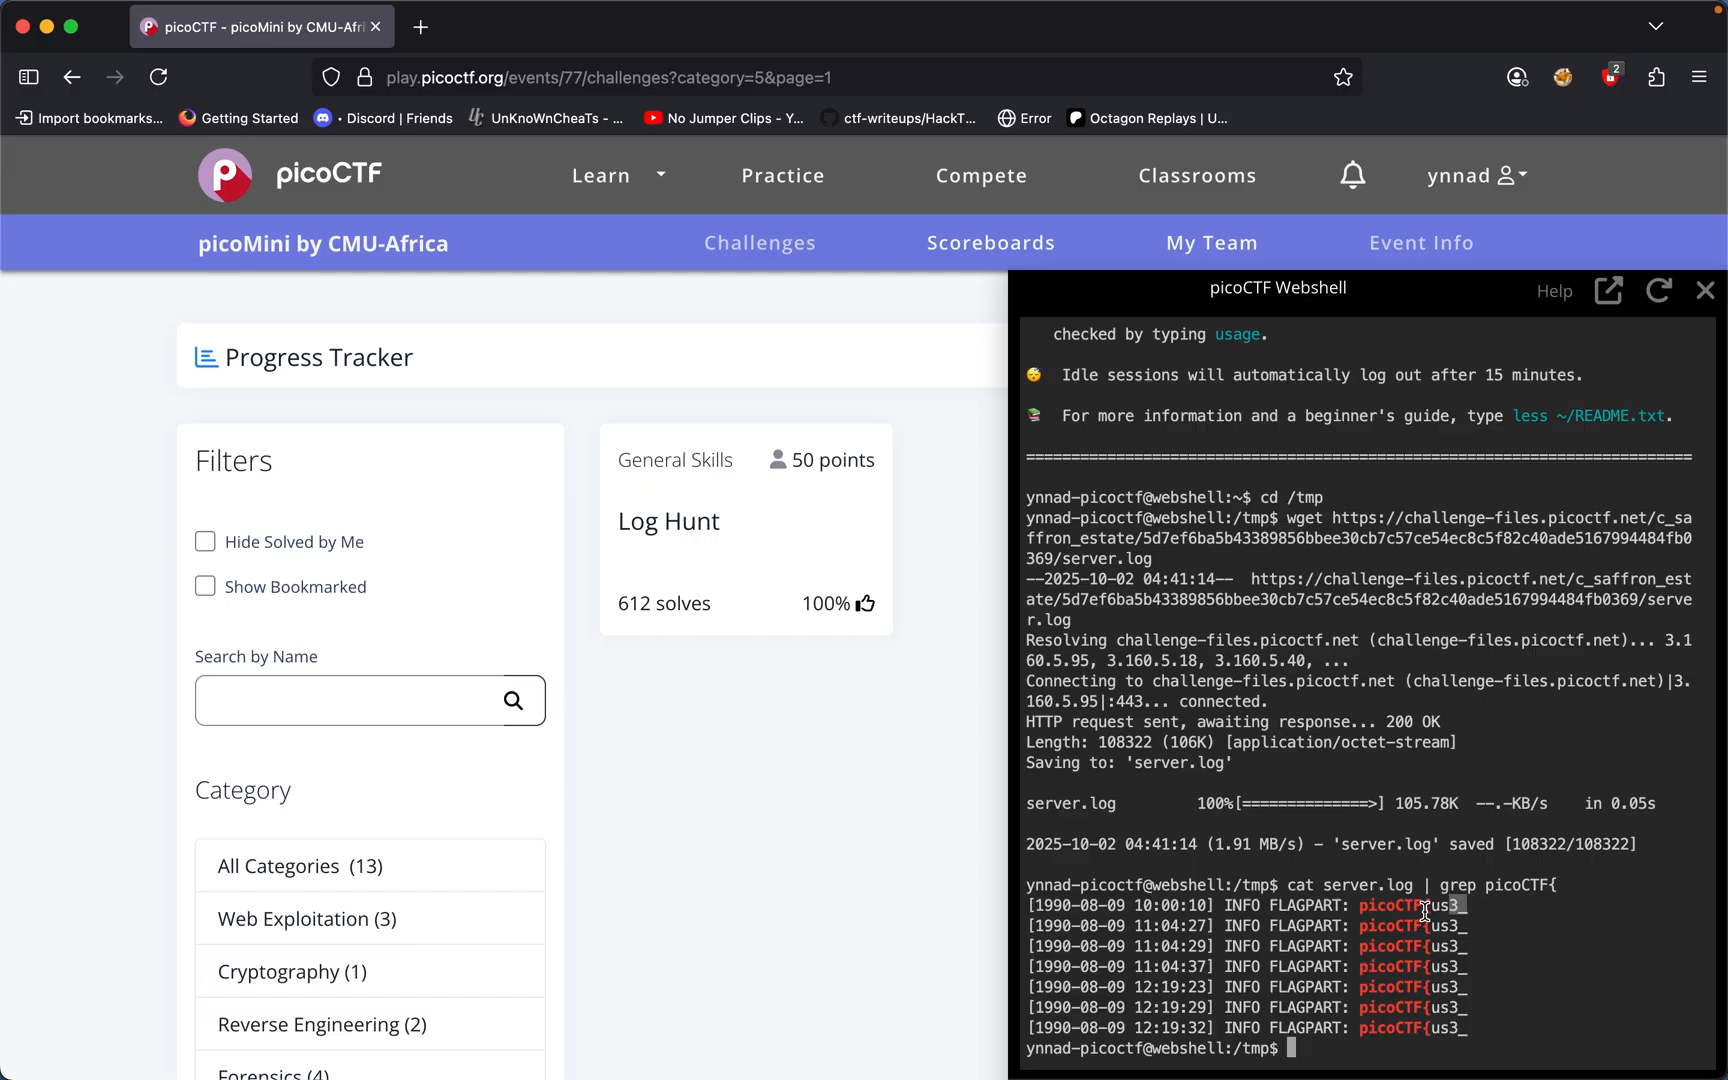 picoCTF - picoMini by CMU-Afri
play.picoctf.org/events/77/challenges?category=5&page=1
2
Import bookmarks...
Getting Started
• Discord | Friends
UnKnoWnCheaTs - ...
No Jumper Clips - Y...
ctf-writeups/HackT...
Error
Octagon Replays | U...
picoCTF
Learn
Practice
Compete
Classrooms
ynnad
picoMini by CMU-Africa
Challenges
Scoreboards
My Team
Event Info
Progress Tracker
Filters
Hide Solved by Me
Show Bookmarked
Search by Name
Category
All Categories (13)
Web Exploitation (3)
Cryptography (1)
Reverse Engineering (2)
Forensics (4)
General Skills
50 points
Log Hunt
612 solves
100%
picoCTF Webshell
Help
checked by typing usage.
Idle sessions will automatically log out after 15 minutes.
For more information and a beginner's guide, type less ~/README.txt.
==========================================================================
ynnad-picoctf@webshell:~$ cd /tmp
ynnad-picoctf@webshell:/tmp$ wget https://challenge-files.picoctf.net/c_sa
ffron_estate/5d7ef6ba5b43389856bbee30cb7c57ce54ec8c5f82c40ade5167994484fb0
369/server.log
--2025-10-02 04:41:14-- https://challenge-files.picoctf.net/c_saffron_est
ate/5d7ef6ba5b43389856bbee30cb7c57ce54ec8c5f82c40ade5167994484fb0369/serve
r.log
Resolving challenge-files.picoctf.net (challenge-files.picoctf.net)... 3.1
60.5.95, 3.160.5.18, 3.160.5.40, ...
Connecting to challenge-files.picoctf.net (challenge-files.picoctf.net)|3.
160.5.95|:443... connected.
HTTP request sent, awaiting response... 200 OK
Length: 108322 (106K) [application/octet-stream]
Saving to: 'server.log'
server.log 100%[==============>] 105.78K --.-KB/s in 0.05s
2025-10-02 04:41:14 (1.91 MB/s) - 'server.log' saved [108322/108322]
ynnad-picoctf@webshell:/tmp$ cat server.log | grep picoCTF{
[1990-08-09 10:00:10] INFO FLAGPART: picoCTF{us3_
[1990-08-09 11:04:27] INFO FLAGPART: picoCTF{us3_
[1990-08-09 11:04:29] INFO FLAGPART: picoCTF{us3_
[1990-08-09 11:04:37] INFO FLAGPART: picoCTF{us3_
[1990-08-09 12:19:23] INFO FLAGPART: picoCTF{us3_
[1990-08-09 12:19:29] INFO FLAGPART: picoCTF{us3_
[1990-08-09 12:19:32] INFO FLAGPART: picoCTF{us3_
ynnad-picoctf@webshell:/tmp$